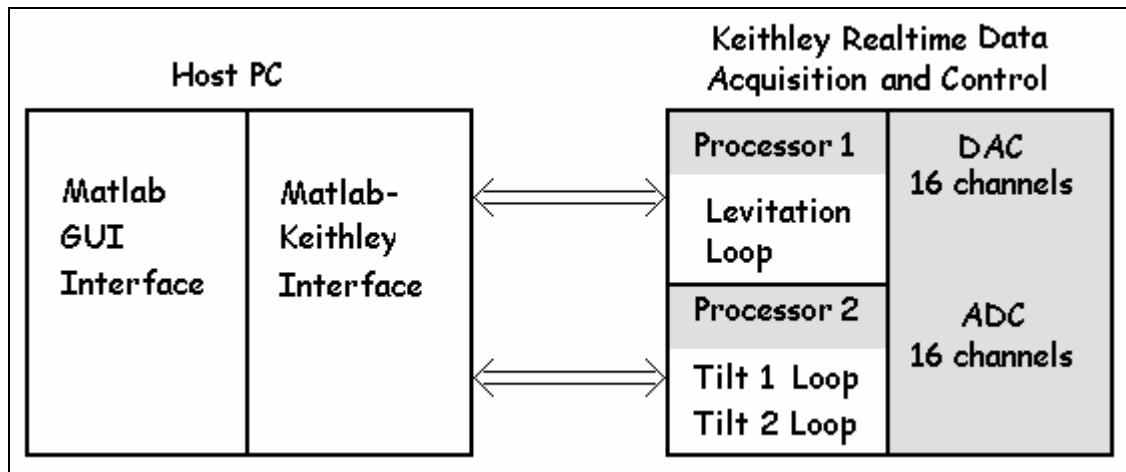 Host PC
Matlab
GUI
Interface
Matlab-
Keithley
Interface
Keithley Realtime Data
Acquisition and Control
Processor 1
Levitation
Loop
Processor 2
Tilt 1 Loop
Tilt 2 Loop
DAC
16 channels
ADC
16 channels